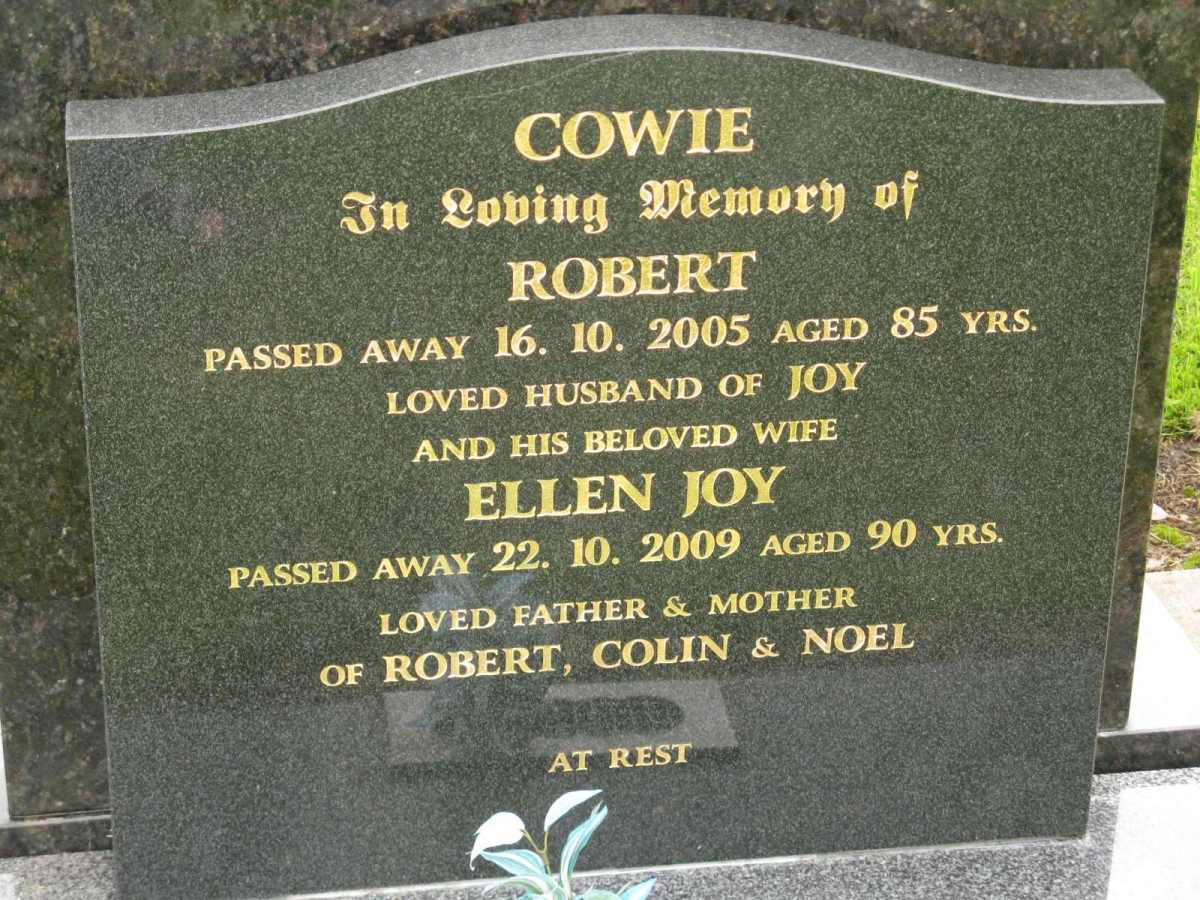 COWIE
In Loving Memory of
ROBERT
PASSED AWAY 16. 10. 2005 AGED 85 YRS.
LOVED HUSBAND OF JOY
AND HIS BELOVED WIFE
ELLEN JOY
PASSED AWAY 22. 10. 2009 AGED 90 YRS.
LOVED FATHER & MOTHER
OF ROBERT, COLIN & NOEL
AT REST